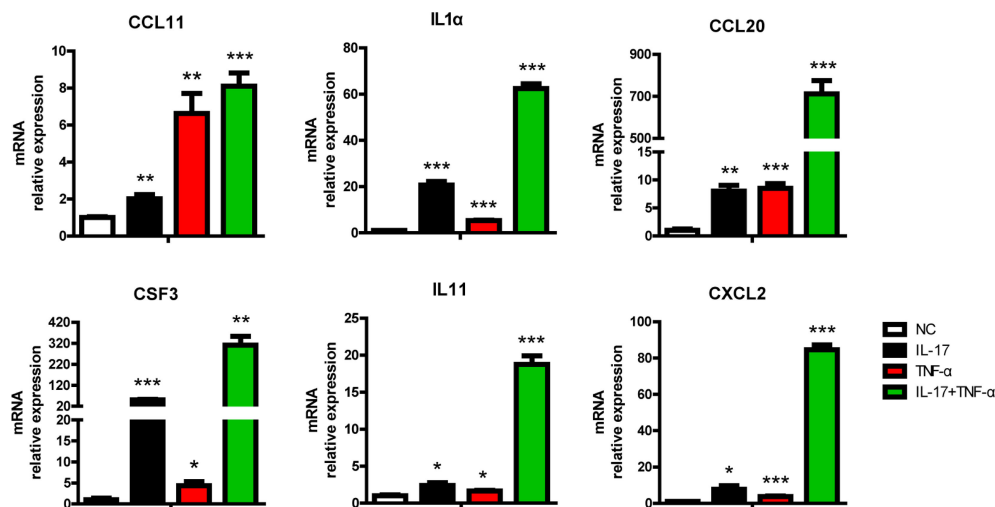 CCL11
mRNA
relative expression
10
8
6
4
2
0
**
**
***
IL1α
mRNA
relative expression
80
60
40
20
0
***
***
***
CCL20
mRNA
relative expression
900
700
500
15
10
5
0
**
***
***
CSF3
mRNA
relative expression
420
320
220
120
20
20
15
10
5
0
***
*
**
IL11
mRNA
relative expression
25
20
15
10
5
0
*
*
***
CXCL2
mRNA
relative expression
100
80
60
40
20
0
*
***
***
NC
IL-17
TNF-α
IL-17+TNF-α